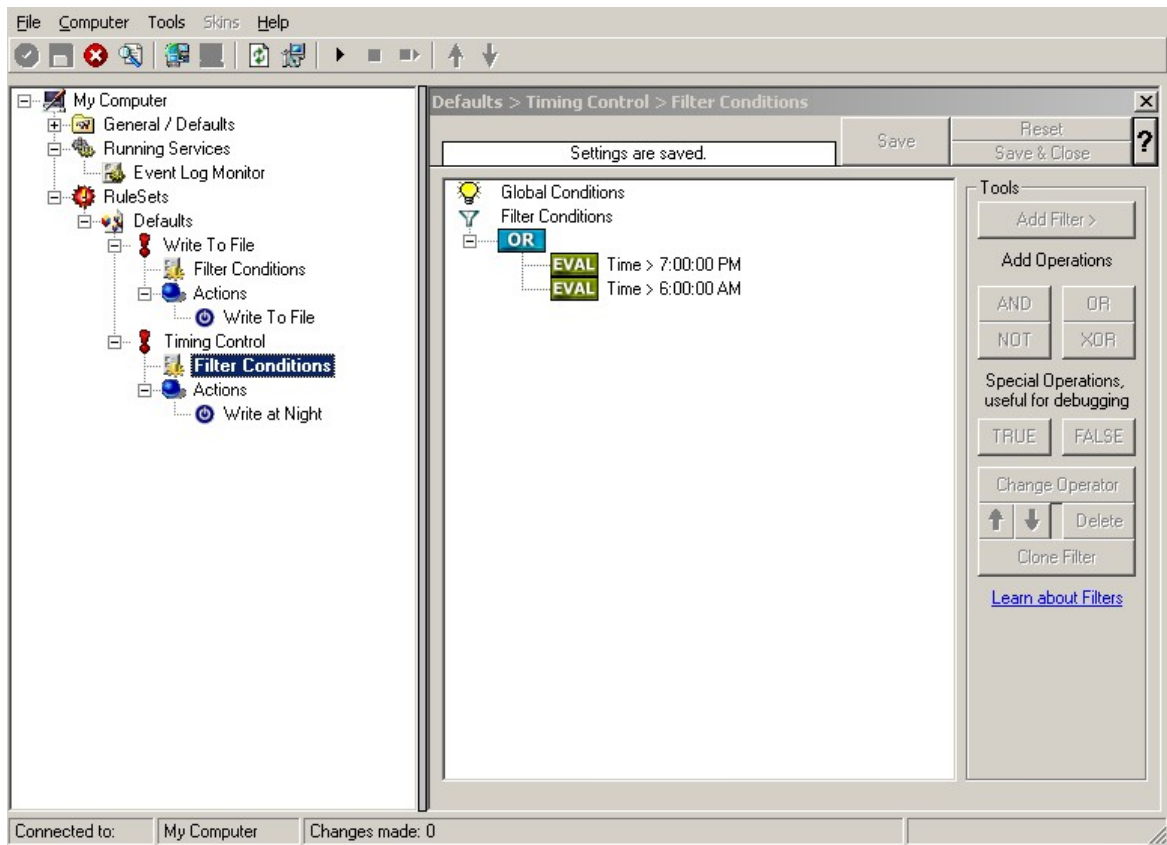 File Computer Tools Skins Help
My Computer
General / Defaults
Running Services
Event Log Monitor
RuleSets
Defaults
Write To File
Filter Conditions
Actions
Write To File
Timing Control
Filter Conditions
Actions
Write at Night
Defaults > Timing Control > Filter Conditions
Settings are saved.
Save
Reset
Save & Close
?
Global Conditions
Filter Conditions
OR
EVAL Time > 7:00:00 PM
EVAL Time > 6:00:00 AM
Tools
Add Filter >
Add Operations
AND OR
NOT XOR
Special Operations,
useful for debugging
TRUE FALSE
Change Operator
Delete
Clone Filter
Learn about Filters
Connected to: My Computer Changes made: 0